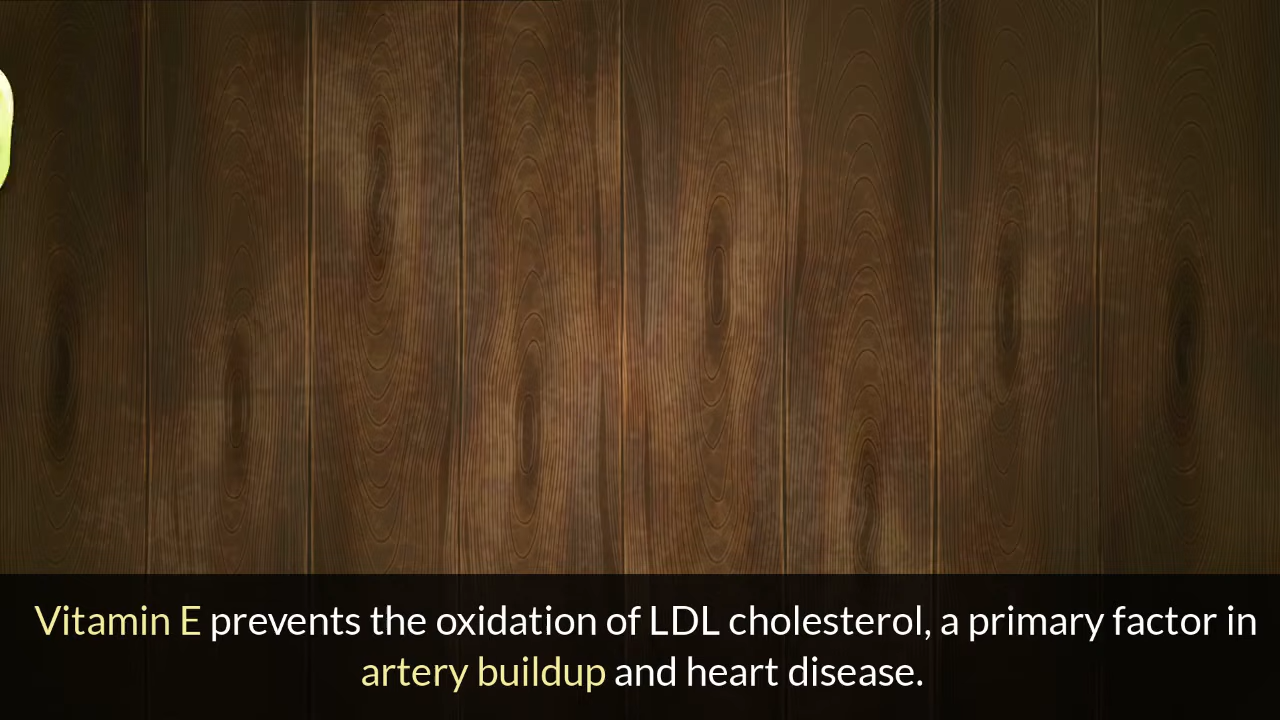 Vitamin E prevents the oxidation of LDL cholesterol, a primary factor in
artery buildup and heart disease.